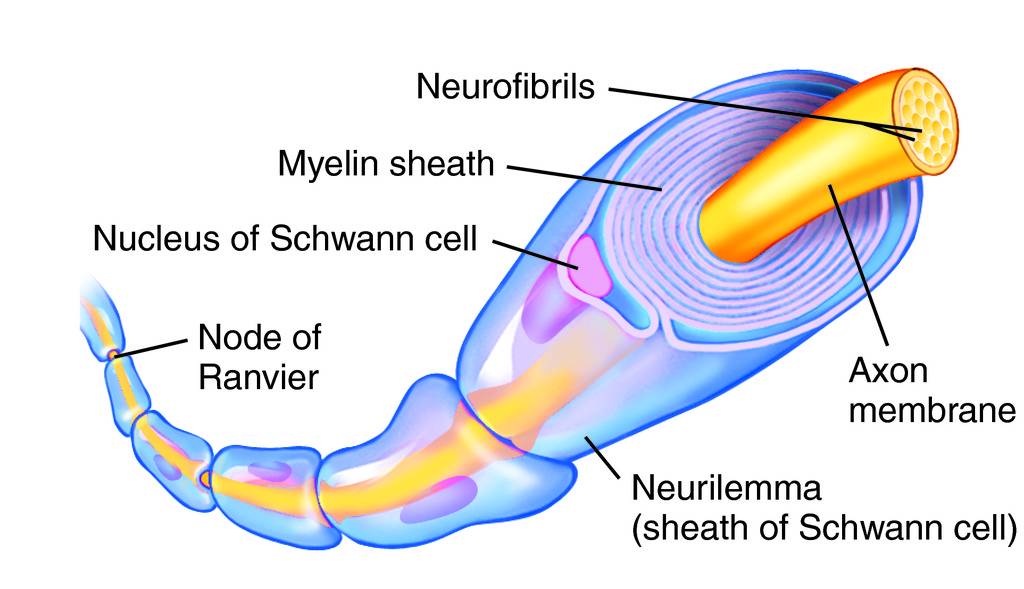 Neurofibrils
Myelin sheath
Nucleus of Schwann cell
Node of
Ranvier
Axon
membrane
Neurilemma
(sheath of Schwann cell)